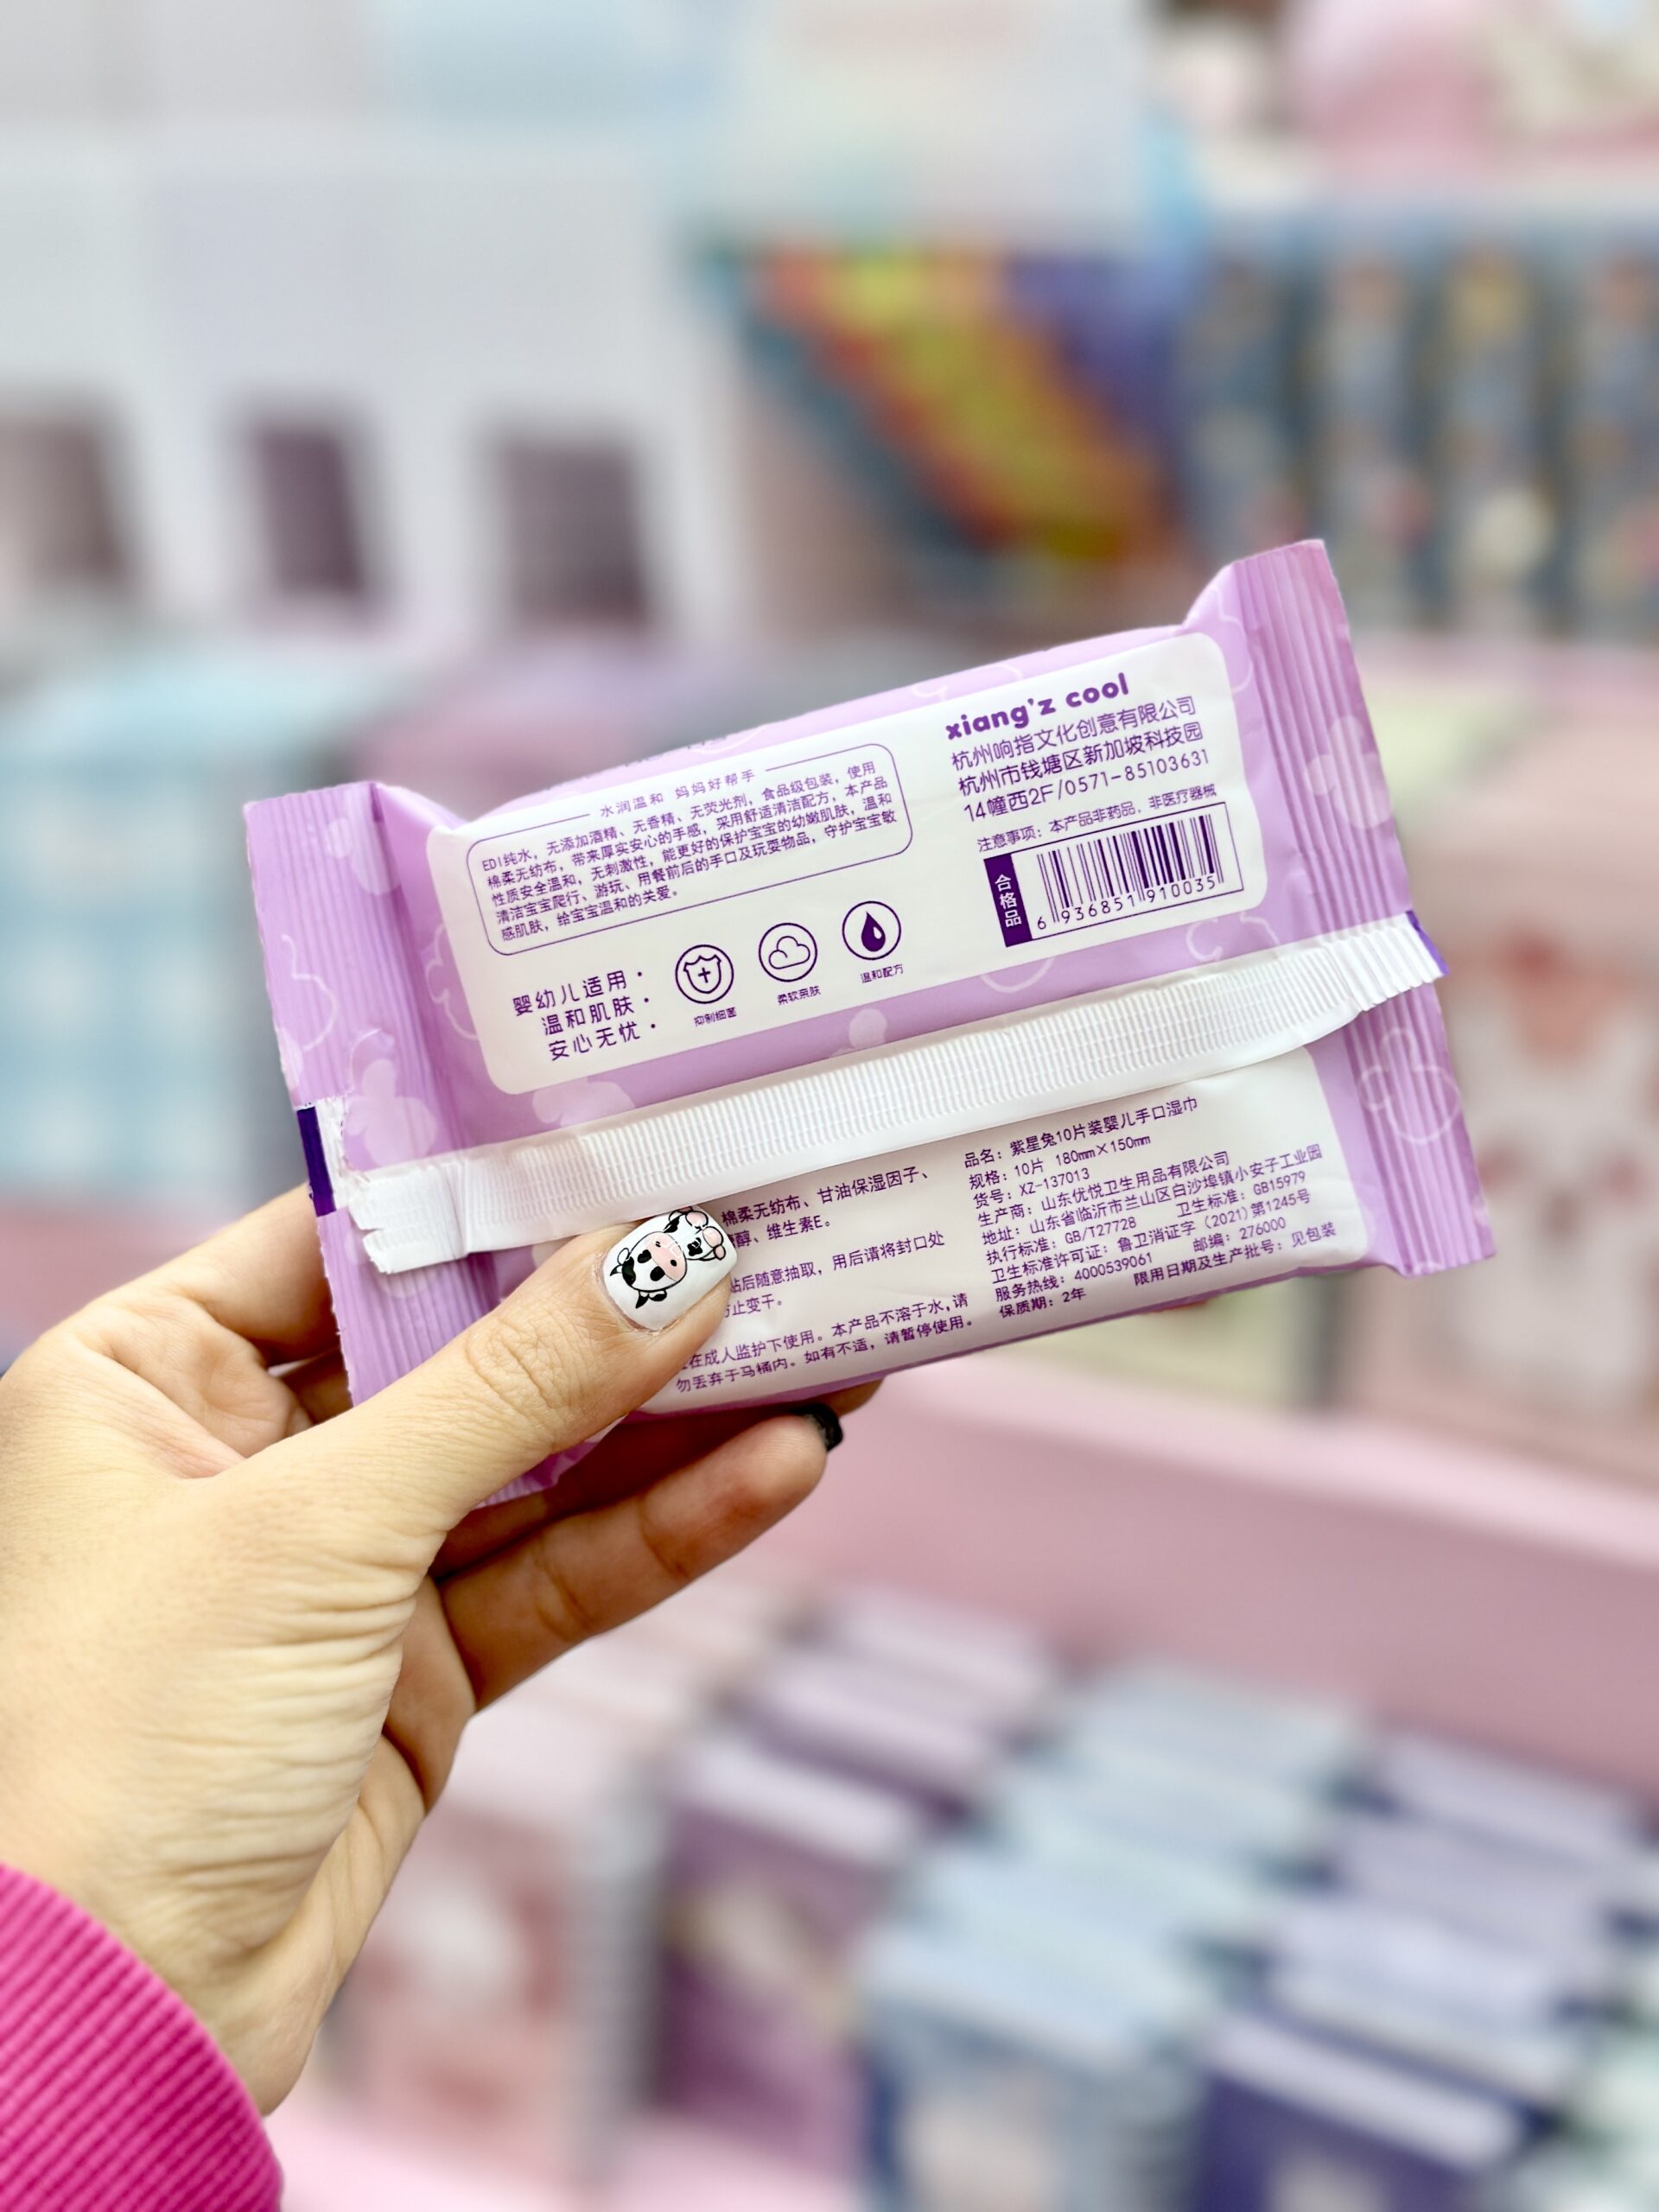 水润温和 妈妈好帮手
EDI纯水，无添加酒精、无香精、无荧光剂，食品级包装，使用
棉柔无纺布，带来厚实安心的手感，采用舒适清洁配方，本产品
性质安全温和，无刺激性，能更好的保护宝宝的幼嫩肌肤，温和
清洁宝宝爬行、游玩、用餐前后的手口及玩耍物品，守护宝宝敏
感肌肤，给宝宝温和的关爱。
婴幼儿适用·
温和肌肤·
安心无忧·
抑制细菌
柔软亲肤
温和配方
xiang'z cool
杭州响指文化创意有限公司
杭州市钱塘区新加坡科技园
14幢西2F/0571-85103631
注意事项：本产品非药品，非医疗器械
合格品
6 936851 910035
棉柔无纺布、甘油保湿因子、
醇、维生素E。
后随意抽取，用后请将封口处
止变干。
在成人监护下使用。本产品不溶于水，请
勿丢弃于马桶内。如有不适，请暂停使用。
品名：紫星兔10片装婴儿手口湿巾
规格：10片 180mm×150mm
货号：XZ-137013
生产商：山东优悦卫生用品有限公司
地址：山东省临沂市兰山区白沙埠镇小安子工业园
执行标准：GB/T27728 卫生标准：GB15979
卫生标准许可证：鲁卫消证字（2021）第1245号
服务热线：4000539061 邮编：276000
保质期：2年 限用日期及生产批号：见包装